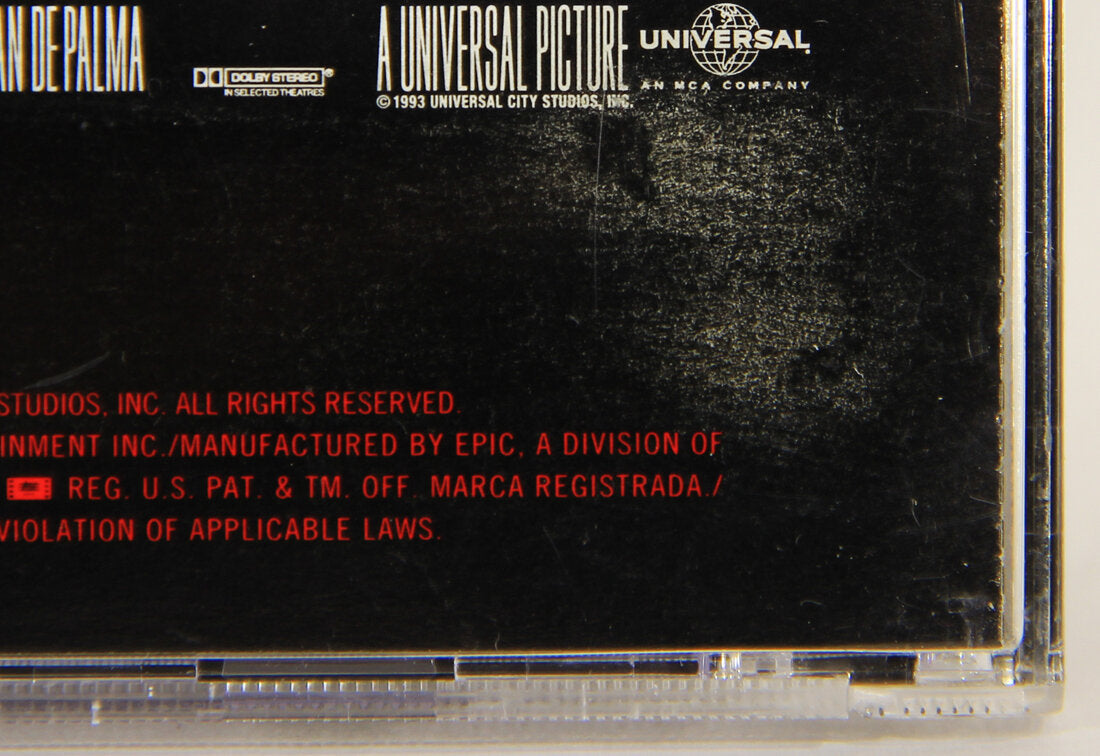 AN DE PALMA
DOLBY STEREO ®
IN SELECTED THEATRES
A UNIVERSAL PICTURE
©1993 UNIVERSAL CITY STUDIOS, INC.
UNIVERSAL
AN MCA COMPANY
STUDIOS, INC. ALL RIGHTS RESERVED.
INMENT INC./MANUFACTURED BY EPIC, A DIVISION OF
REG. U.S. PAT. & TM. OFF. MARCA REGISTRADA./
VIOLATION OF APPLICABLE LAWS.